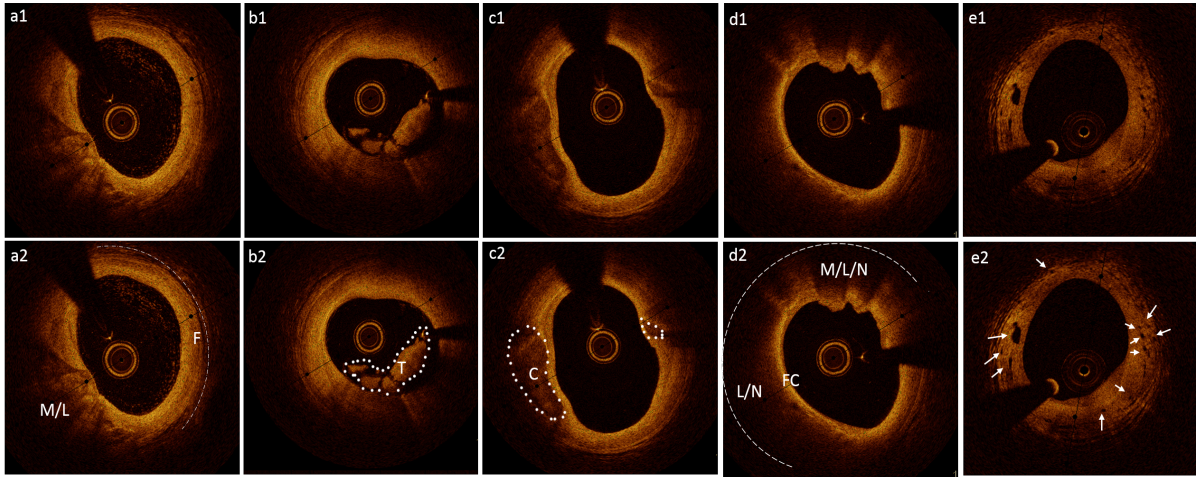 a1 b1 c1 d1 e1
a2 b2 c2 d2 e2
F
M/L
T
C
M/L/N
L/N
FC